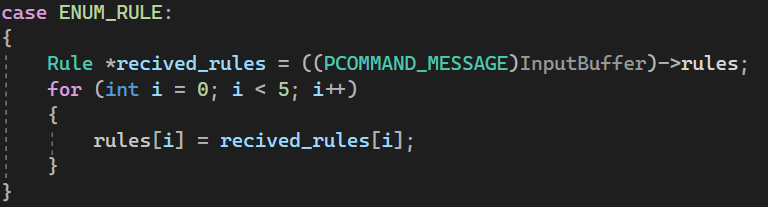 case ENUM_RULE:
{
Rule *recived_rules = ((PCOMMAND_MESSAGE)InputBuffer)->rules;
for (int i = 0; i < 5; i++)
{
rules[i] = recived_rules[i];
}
}